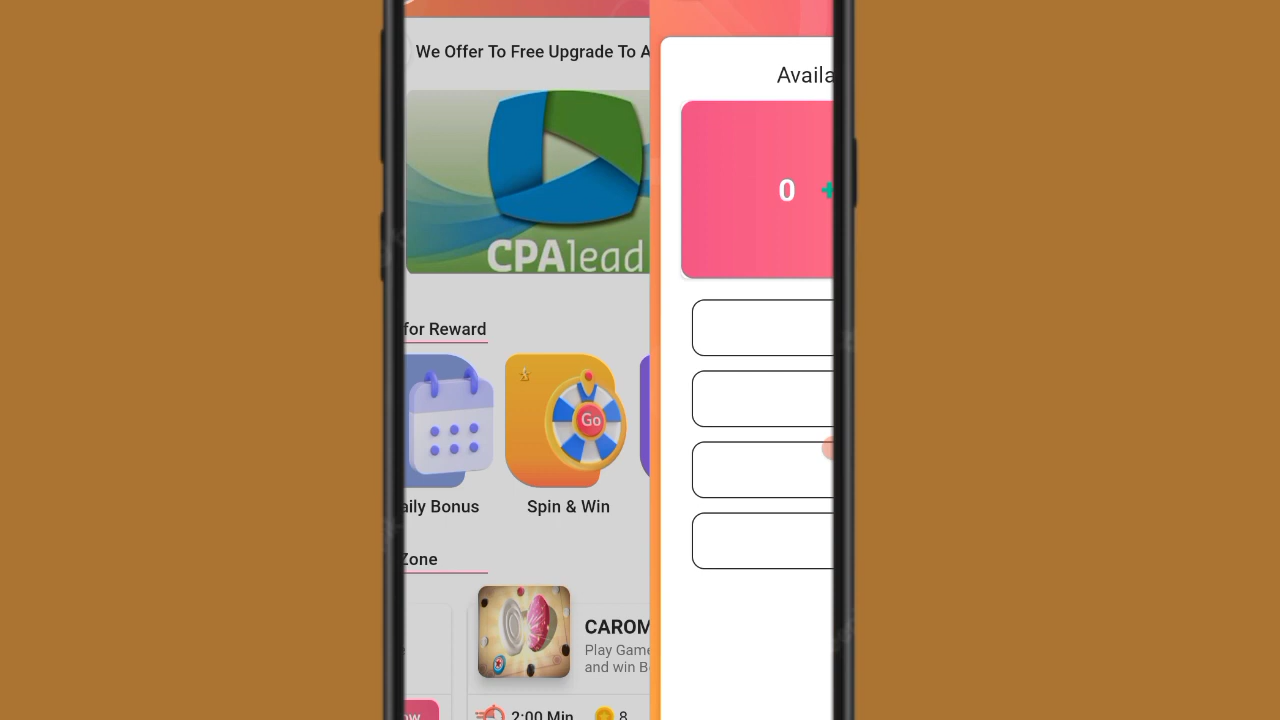 We Offer To Free Upgrade To A
CPAlead
for Reward
Go
aily Bonus
Spin & Win
Zone
CAROM
Play Game
and win B
2:00 Min
8
ow
Availa
0 +